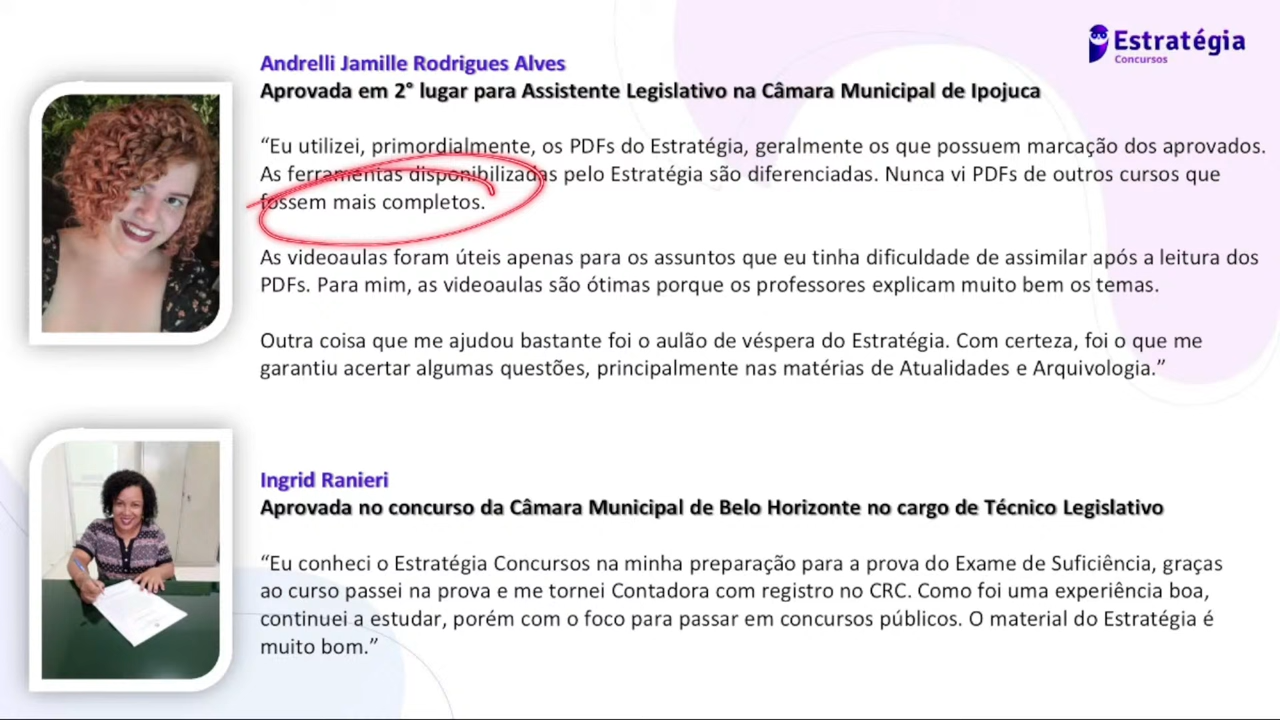 Estratégia
Concursos
Andrelli Jamille Rodrigues Alves
Aprovada em 2° lugar para Assistente Legislativo na Câmara Municipal de Ipojuca
“Eu utilizei, primordialmente, os PDFs do Estratégia, geralmente os que possuem marcação dos aprovados.
As ferramentas disponibilizadas pelo Estratégia são diferenciadas. Nunca vi PDFs de outros cursos que
fossem mais completos.
As videoaulas foram úteis apenas para os assuntos que eu tinha dificuldade de assimilar após a leitura dos
PDFs. Para mim, as videoaulas são ótimas porque os professores explicam muito bem os temas.
Outra coisa que me ajudou bastante foi o aulão de véspera do Estratégia. Com certeza, foi o que me
garantiu acertar algumas questões, principalmente nas matérias de Atualidades e Arquivologia.”
Ingrid Ranieri
Aprovada no concurso da Câmara Municipal de Belo Horizonte no cargo de Técnico Legislativo
“Eu conheci o Estratégia Concursos na minha preparação para a prova do Exame de Suficiência, graças
ao curso passei na prova e me tornei Contadora com registro no CRC. Como foi uma experiência boa,
continuei a estudar, porém com o foco para passar em concursos públicos. O material do Estratégia é
muito bom.”